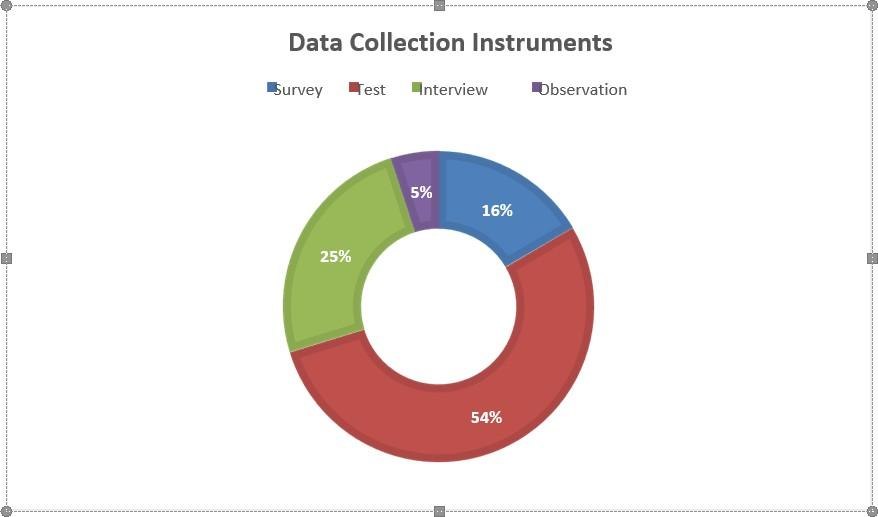 Data Collection Instruments
Survey Test Interview Observation
5%
16%
25%
54%